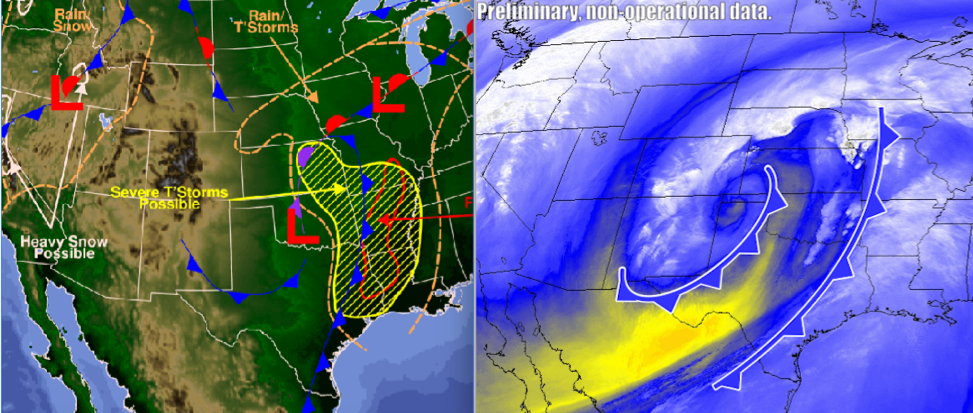 Rain/
Snow
Rain/
T'Storms
L
L
Severe T'Storms
Possible
L
F
Heavy Snow
Possible
Preliminary, non-operational data.